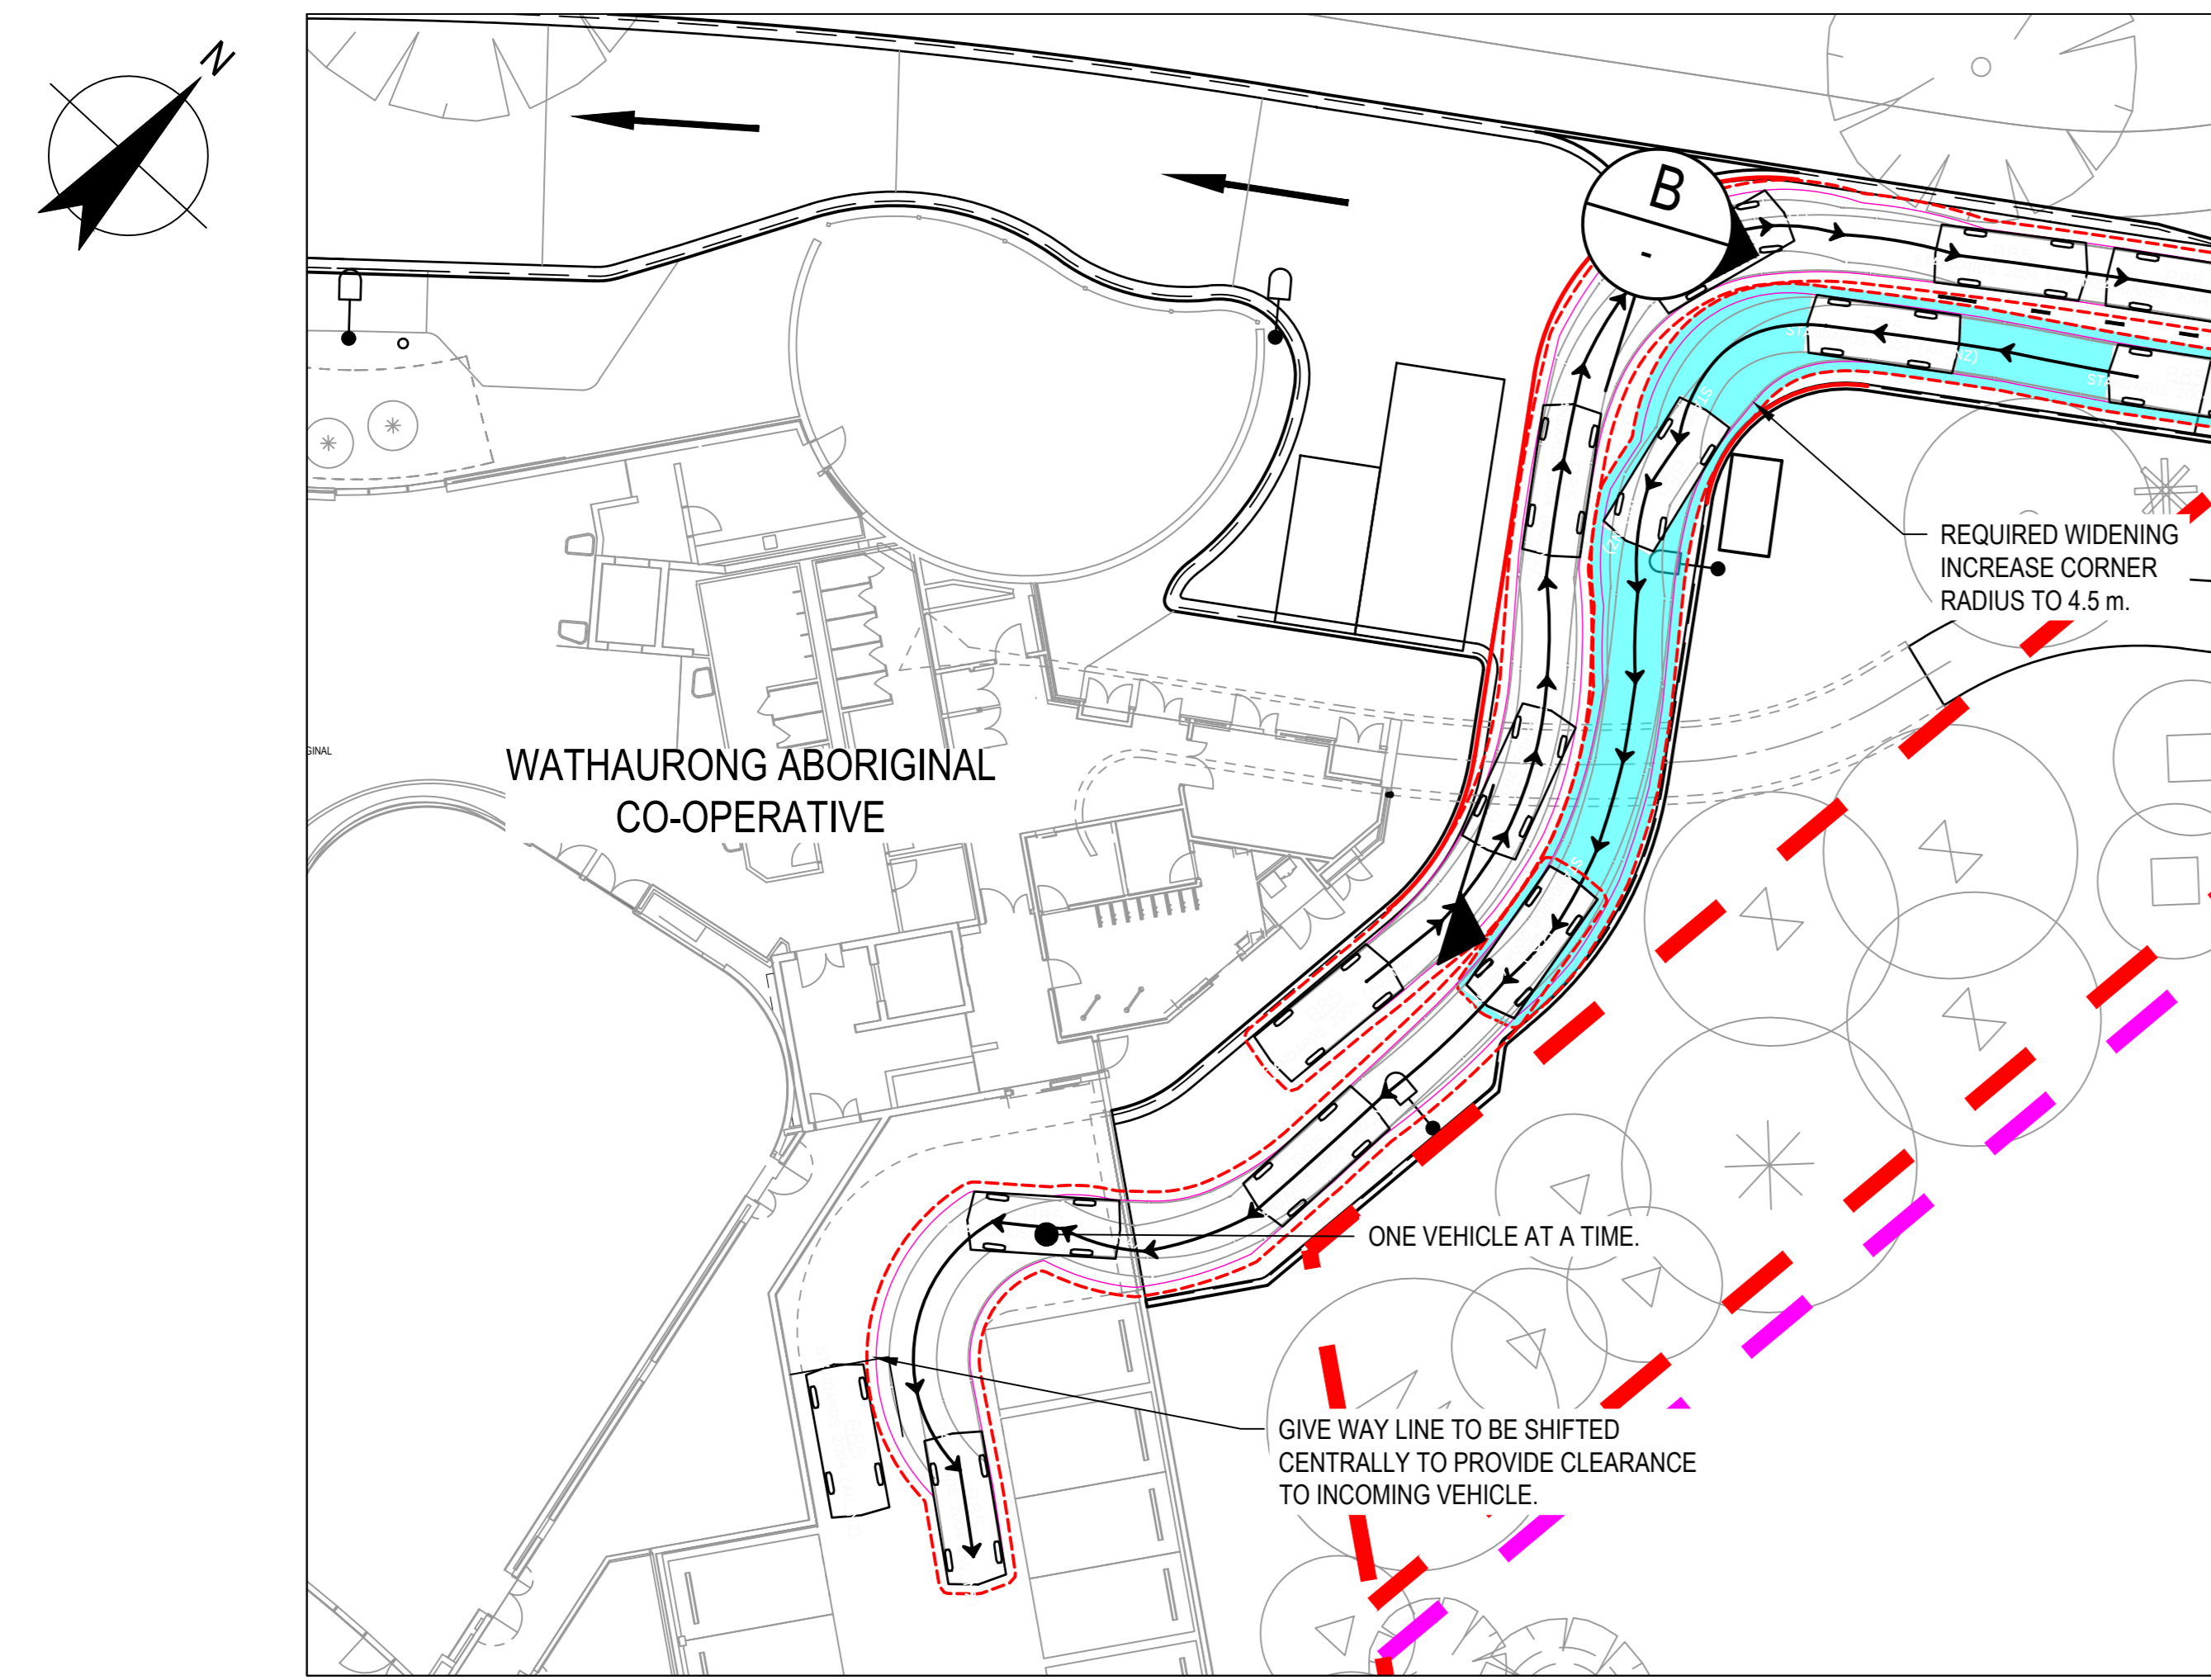 N
B
-
REQUIRED WIDENING
INCREASE CORNER
RADIUS TO 4.5 m.
GINAL
WATHAURONG ABORIGINAL
CO-OPERATIVE
ONE VEHICLE AT A TIME.
GIVE WAY LINE TO BE SHIFTED
CENTRALLY TO PROVIDE CLEARANCE
TO INCOMING VEHICLE.